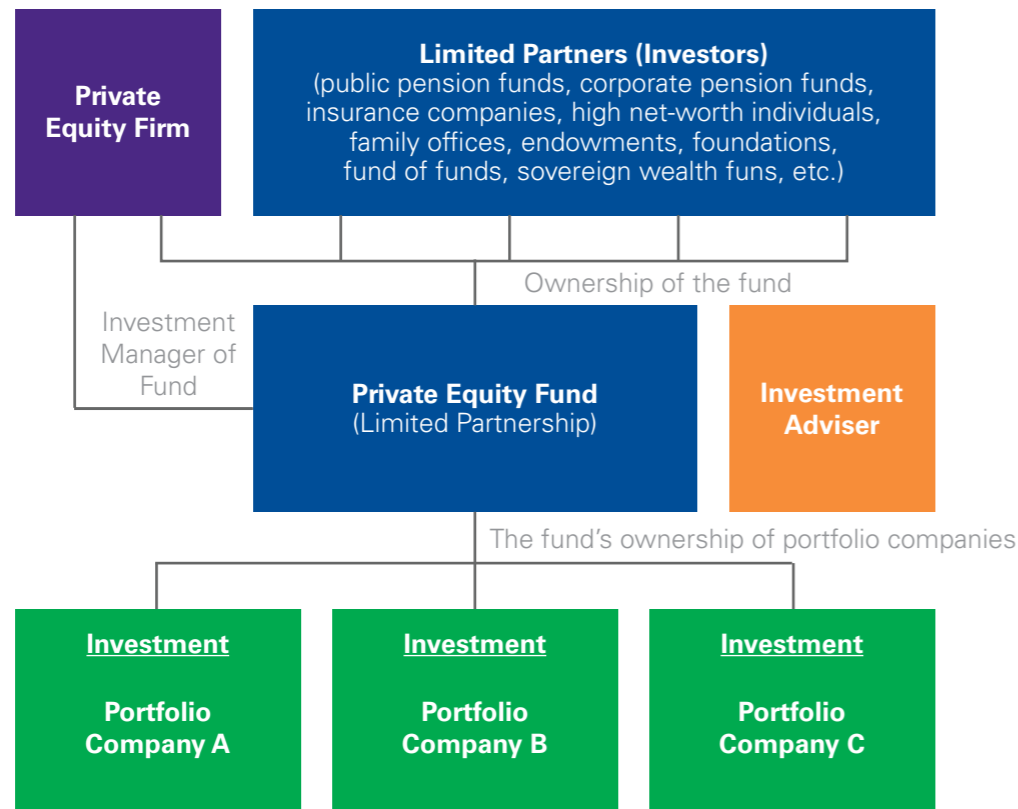 Private
Equity Firm
Limited Partners (Investors)
(public pension funds, corporate pension funds,
insurance companies, high net-worth individuals,
family offices, endowments, foundations,
fund of funds, sovereign wealth funs, etc.)
Ownership of the fund
Investment
Manager of
Fund
Private Equity Fund
(Limited Partnership)
Investment
Adviser
The fund's ownership of portfolio companies
Investment
Portfolio
Company A
Investment
Portfolio
Company B
Investment
Portfolio
Company C